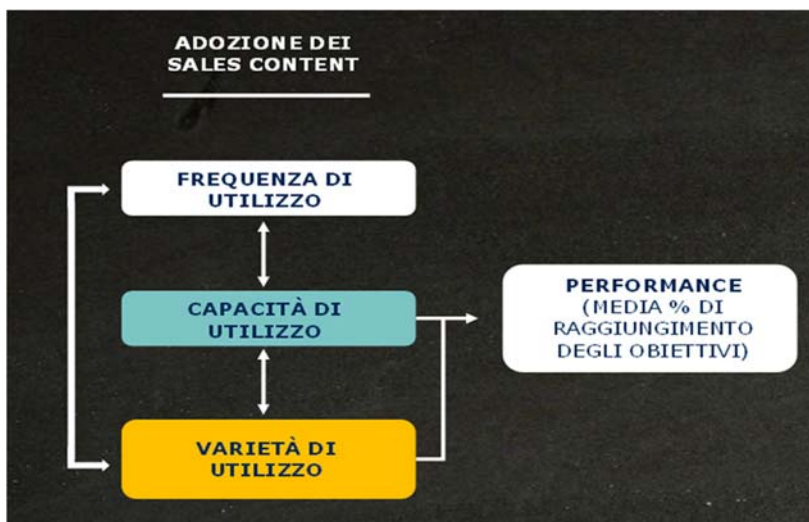 ADOZIONE DEI
SALES CONTENT
FREQUENZA DI
UTILIZZO
CAPACITÀ DI
UTILIZZO
VARIETÀ DI
UTILIZZO
PERFORMANCE
(MEDIA % DI
RAGGIUNGIMENTO
DEGLI OBIETTIVI)